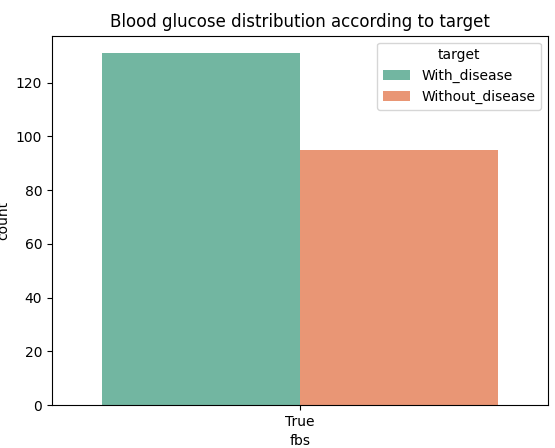 Blood glucose distribution according to target
target
With_disease
Without_disease
120
100
80
60
40
20
0
count
True
fbs